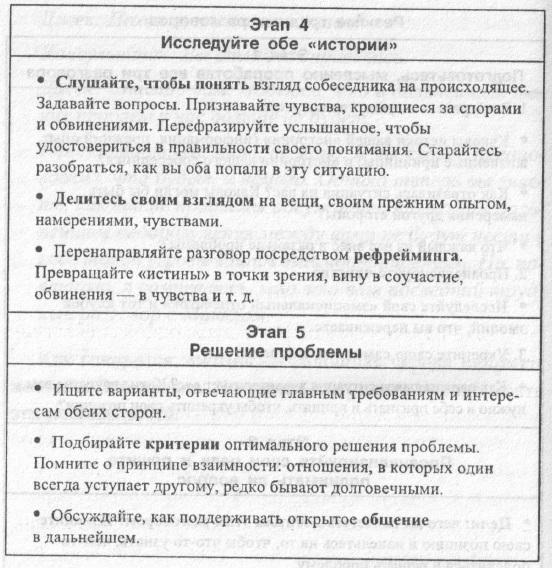 Этап 4
Исследуйте обе «истории»
• Слушайте, чтобы понять взгляд собеседника на происходящее.
Задавайте вопросы. Признавайте чувства, кроющиеся за спорами
и обвинениями. Перефразируйте услышанное, чтобы
удостовериться в правильности своего понимания. Старайтесь
разобраться, как вы оба попали в эту ситуацию.
• Делитесь своим взглядом на вещи, своим прежним опытом,
намерениями, чувствами.
• Перенаправляйте разговор посредством рефрейминга.
Превращайте «истины» в точки зрения, вину в соучастие,
обвинения — в чувства и т. д.
Этап 5
Решение проблемы
• Ищите варианты, отвечающие главным требованиям и интере-
сам обеих сторон.
• Подбирайте критерии оптимального решения проблемы.
Помните о принципе взаимности: отношения, в которых один
всегда уступает другому, редко бывают долговечными.
• Обсуждайте, как поддерживать открытое общение
в дальнейшем.